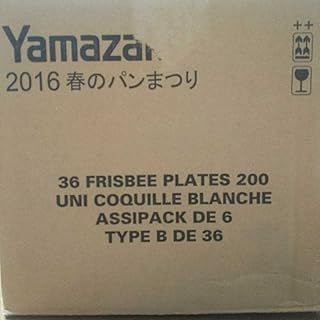 Yamazak
2016 春のパンまつり
36 FRISBEE PLATES 200
UNI COQUILLE BLANCHE
ASSIPACK DE 6
TYPE B DE 36